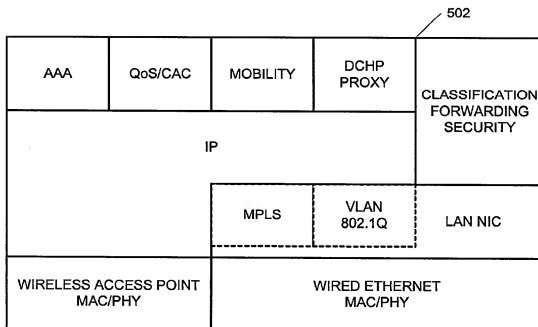 502
AAA
QoS/CAC
MOBILITY
DCHP
PROXY
CLASSIFICATION
FORWARDING
SECURITY
IP
MPLS
VLAN
802.1Q
LAN NIC
WIRELESS ACCESS POINT
MAC/PHY
WIRED ETHERNET
MAC/PHY